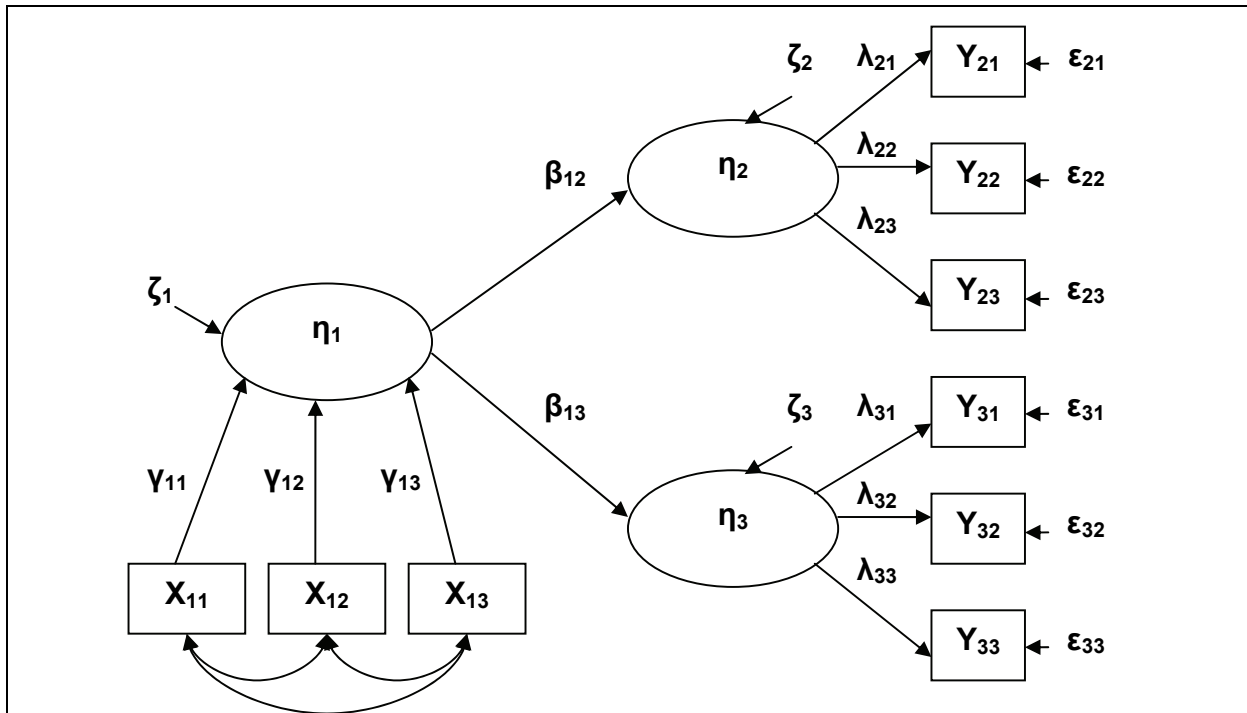 ζ₂ λ₂₁ Y₂₁ ε₂₁
η₂ λ₂₂ Y₂₂ ε₂₂
β₁₂
λ₂₃
ζ₁ Y₂₃ ε₂₃
η₁
β₁₃ ζ₃ λ₃₁ Y₃₁ ε₃₁
γ₁₁ γ₁₂ γ₁₃
η₃ λ₃₂ Y₃₂ ε₃₂
λ₃₃
X₁₁ X₁₂ X₁₃
Y₃₃ ε₃₃